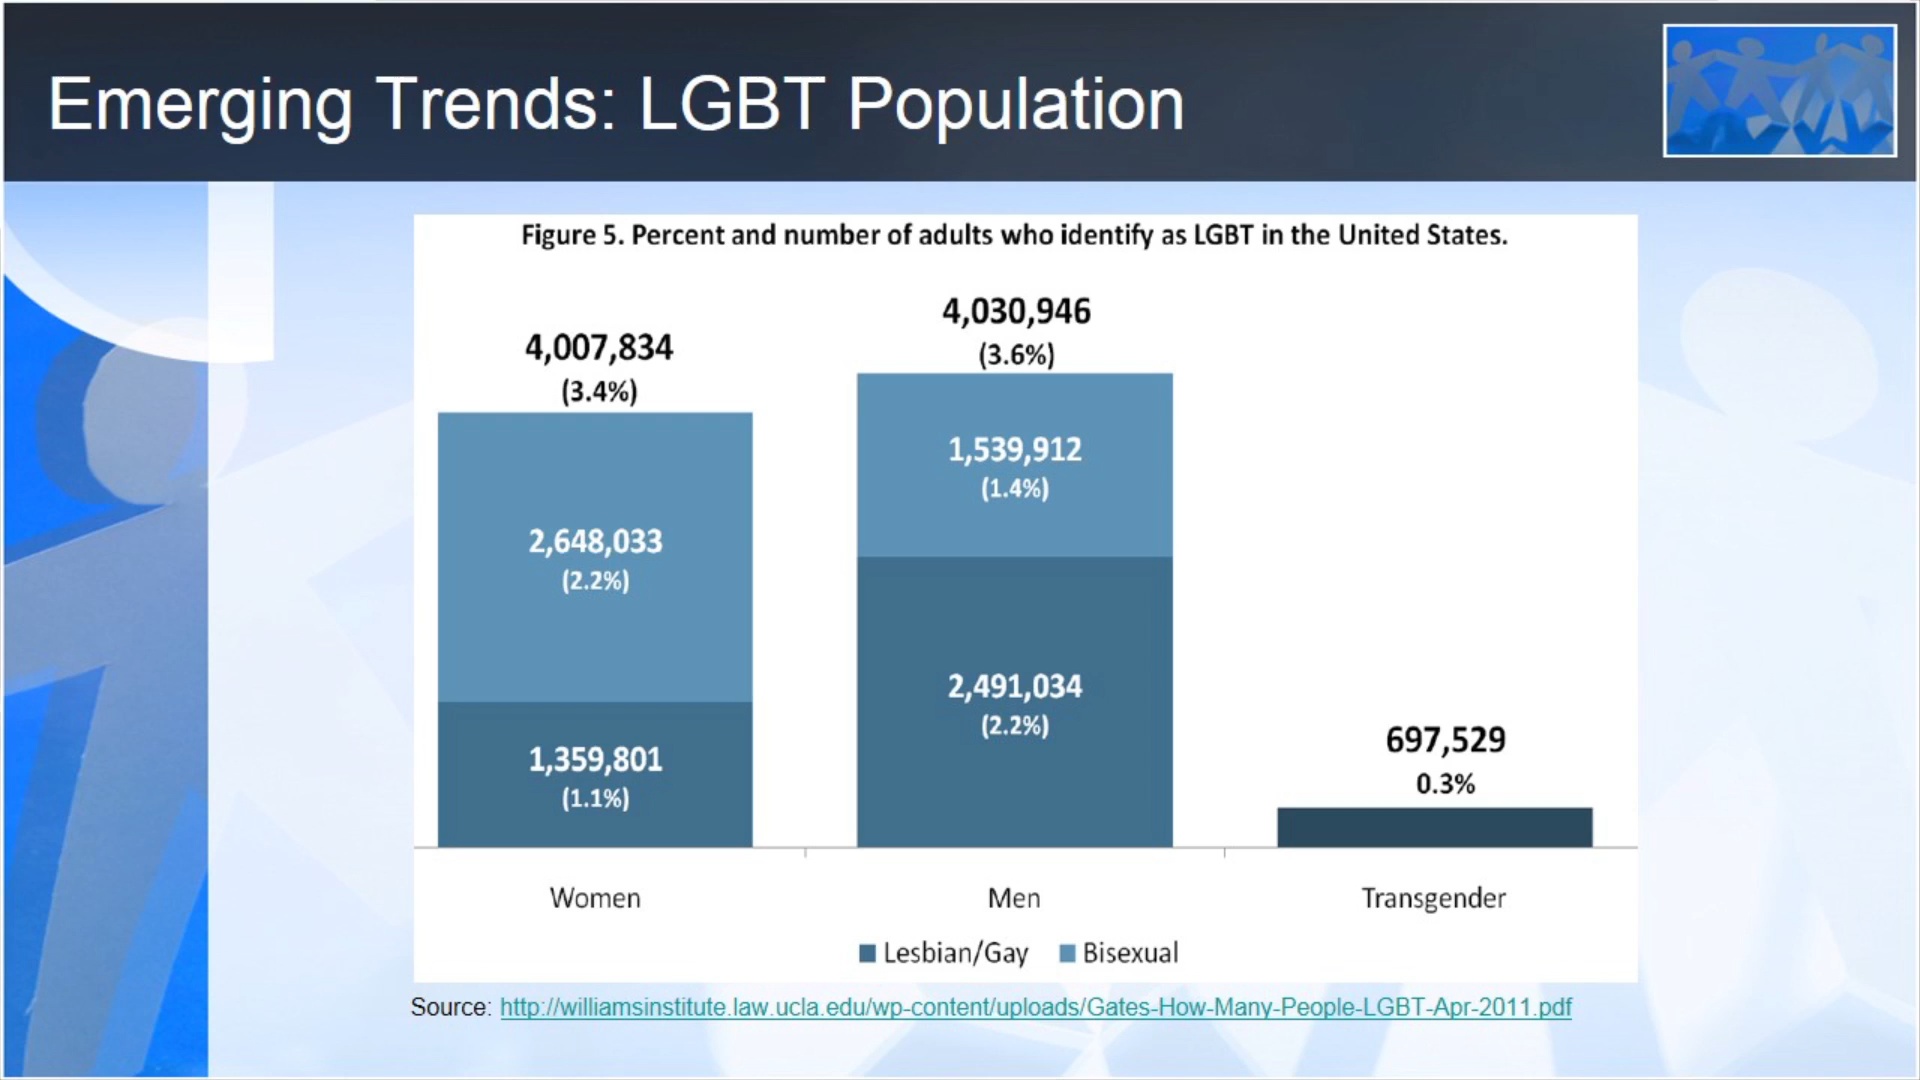 Emerging Trends: LGBT Population
Figure 5. Percent and number of adults who identify as LGBT in the United States.
4,007,834
(3.4%)
2,648,033
(2.2%)
1,359,801
(1.1%)
4,030,946
(3.6%)
1,539,912
(1.4%)
2,491,034
(2.2%)
697,529
0.3%
Women
Men
Transgender
Lesbian/Gay
Bisexual
Source: http://williamsinstitute.law.ucla.edu/wp-content/uploads/Gates-How-Many-People-LGBT-Apr-2011.pdf